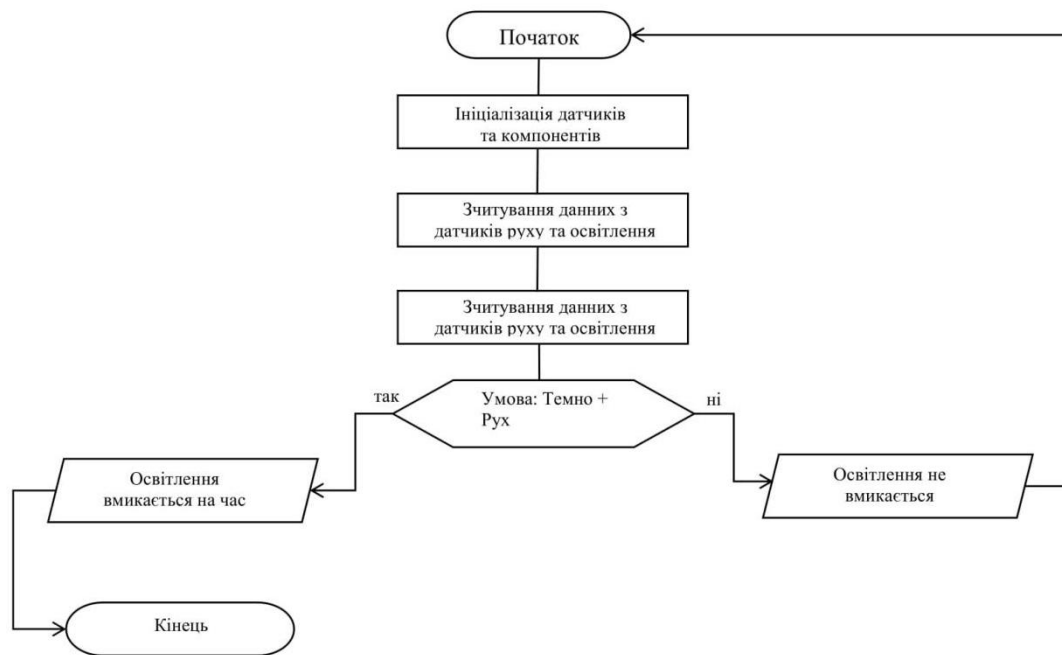 Початок
Ініціалізація датчиків
та компонентів
Зчитування данних з
датчиків руху та освітлення
Зчитування данних з
датчиків руху та освітлення
так
Умова: Темно +
Рух
ні
Освітлення
вмикається на час
Освітлення не
вмикається
Кінець